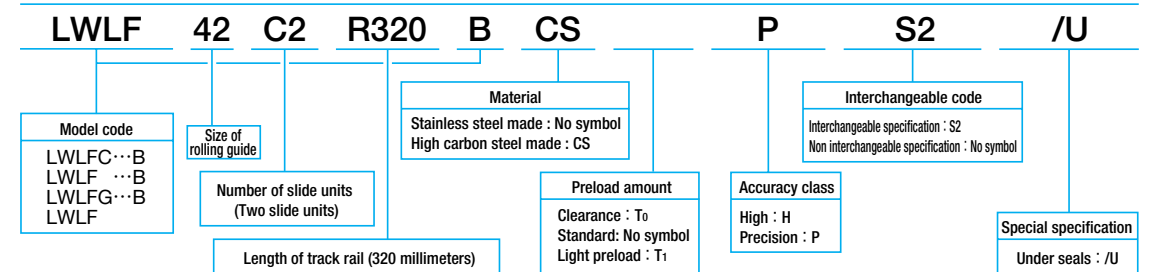 LWLF 42 C2 R320 B CS P S2 /U
Model code
LWLFC…B
LWLF …B
LWLFG…B
LWLF
Size of
rolling guide
Number of slide units
(Two slide units)
Length of track rail (320 millimeters)
Material
Stainless steel made : No symbol
High carbon steel made : CS
Preload amount
Clearance : T0
Standard: No symbol
Light preload : T1
Accuracy class
High : H
Precision : P
Interchangeable code
Interchangeable specification : S2
Non interchangeable specification : No symbol
Special specification
Under seals : /U